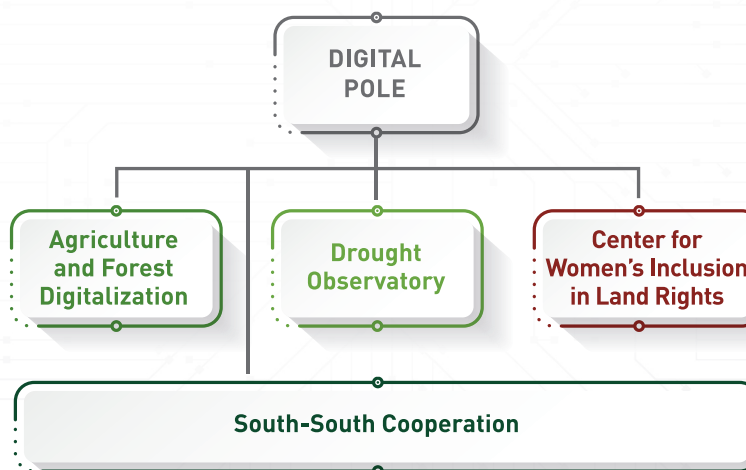 DIGITAL
POLE
Agriculture
and Forest
Digitalization
Drought
Observatory
Center for
Women's Inclusion
in Land Rights
South-South Cooperation